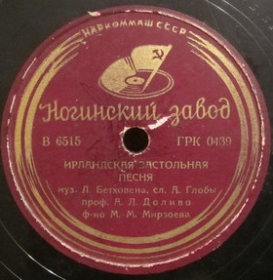 НАРКОММАШ СССР
Ногинский завод
В 6515 ГРК 0439
ИРЛАНДСКАЯ ЗАСТОЛЬНАЯ
ПЕСНЯ
муз. Л. Бетховена, сл. А. Глобы
проф. А. Л. Доливо
ф-но М. М. Мирзоева